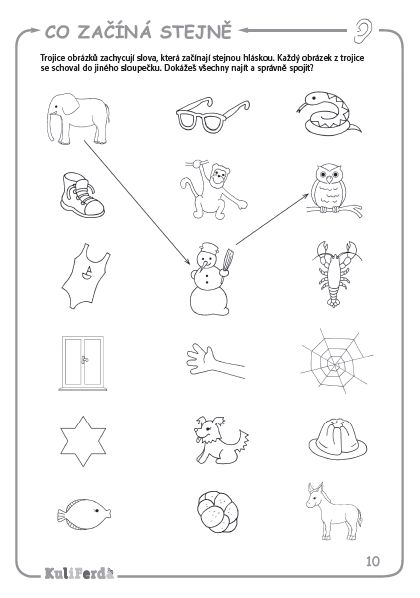 CO ZAČÍNÁ STEJNĚ
Trojice obrázků zachycují slova, která začínají stejnou hláskou. Každý obrázek z trojice
se schoval do jiného sloupečku. Dokážeš všechny najít a správně spojit?
10
KuliFerda